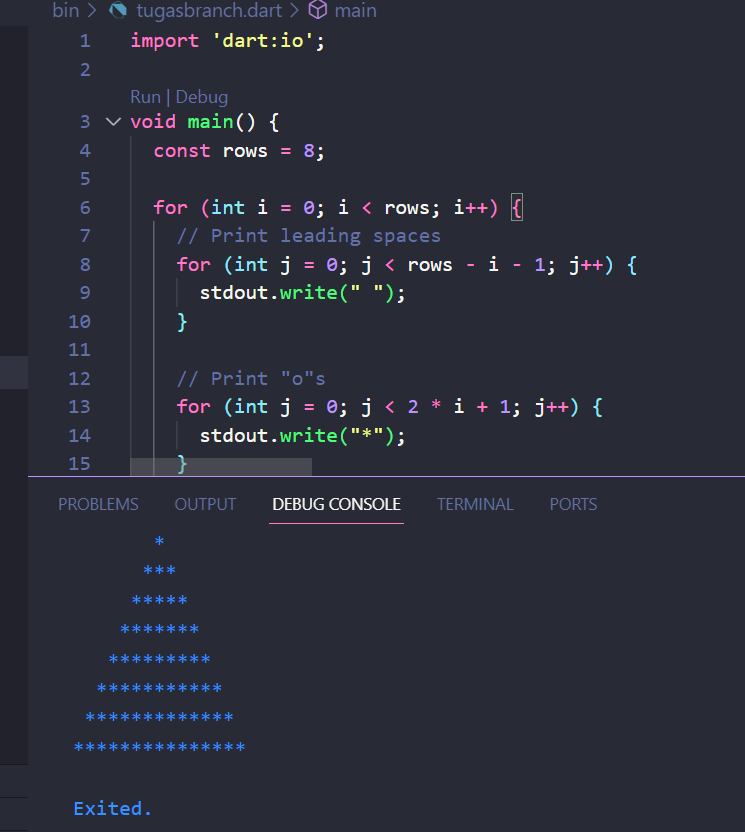 bin > tugasbranch.dart > main
1 import 'dart:io';
2
Run | Debug
3 void main() {
4   const rows = 8;
5
6   for (int i = 0; i < rows; i++) {
7     // Print leading spaces
8     for (int j = 0; j < rows - i - 1; j++) {
9       stdout.write(" ");
10     }
11
12     // Print "o"s
13     for (int j = 0; j < 2 * i + 1; j++) {
14       stdout.write("*");
15     }
PROBLEMS OUTPUT DEBUG CONSOLE TERMINAL PORTS
       *
      ***
     *****
    *******
   *********
  ***********
 *************
***************
Exited.